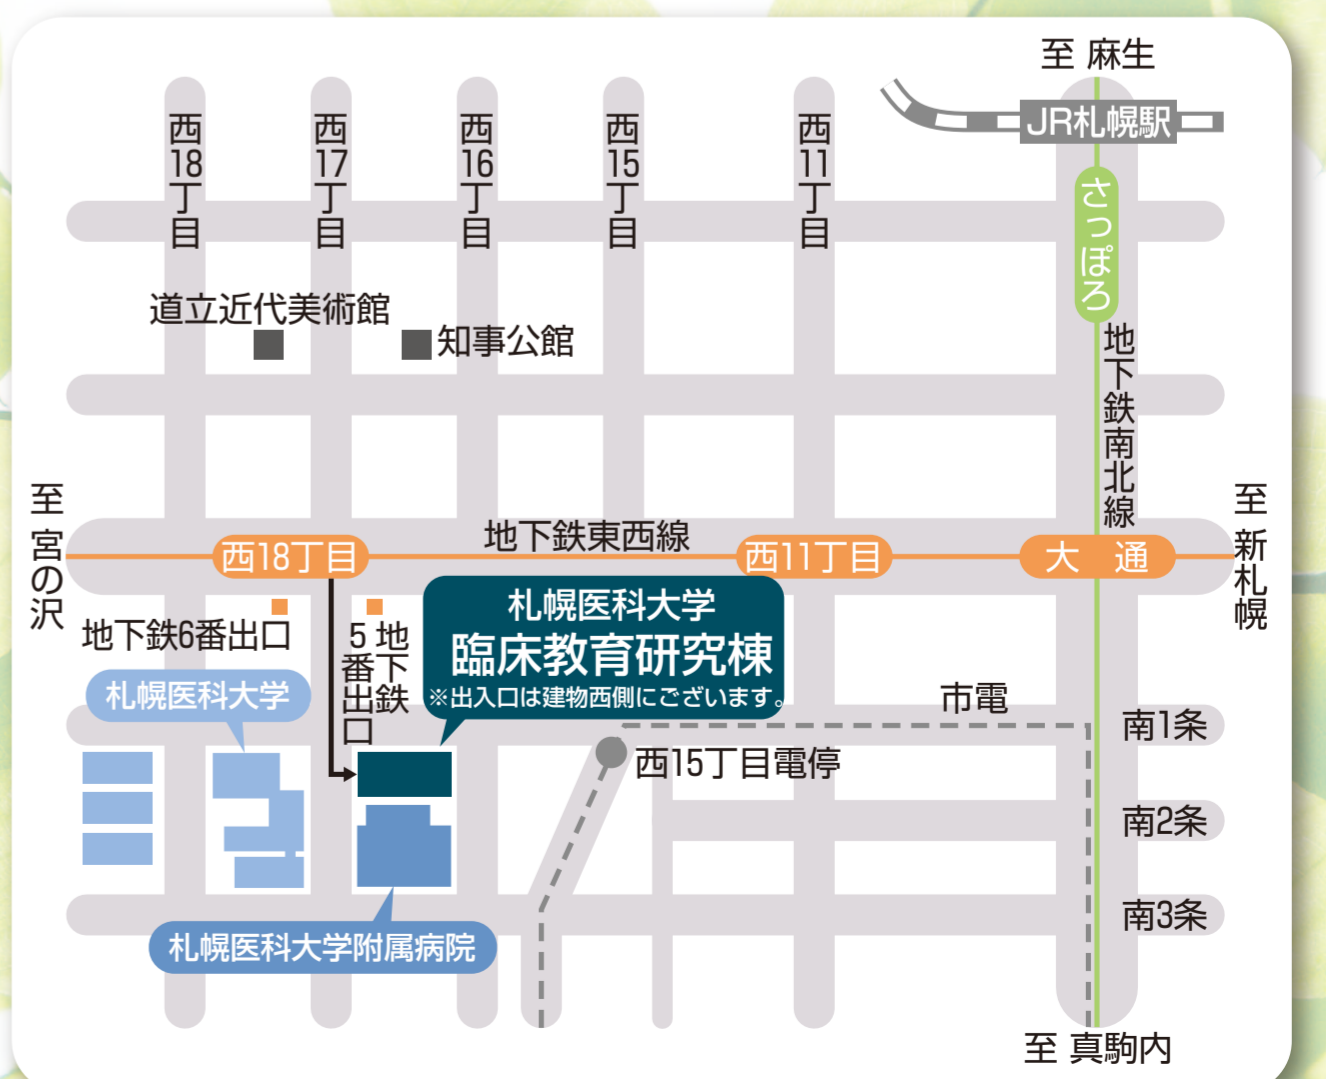 至 麻生
JR札幌駅
さっぽろ
西18丁目
西17丁目
西16丁目
西15丁目
西11丁目
道立近代美術館
知事公館
地下鉄南北線
至 宮の沢
西18丁目
地下鉄東西線
西11丁目
大 通
至 新札幌
地下鉄6番出口
地下鉄5番出口
札幌医科大学
臨床教育研究棟
※出入口は建物西側にございます。
札幌医科大学
市電
南1条
西15丁目電停
南2条
南3条
札幌医科大学附属病院
至 真駒内